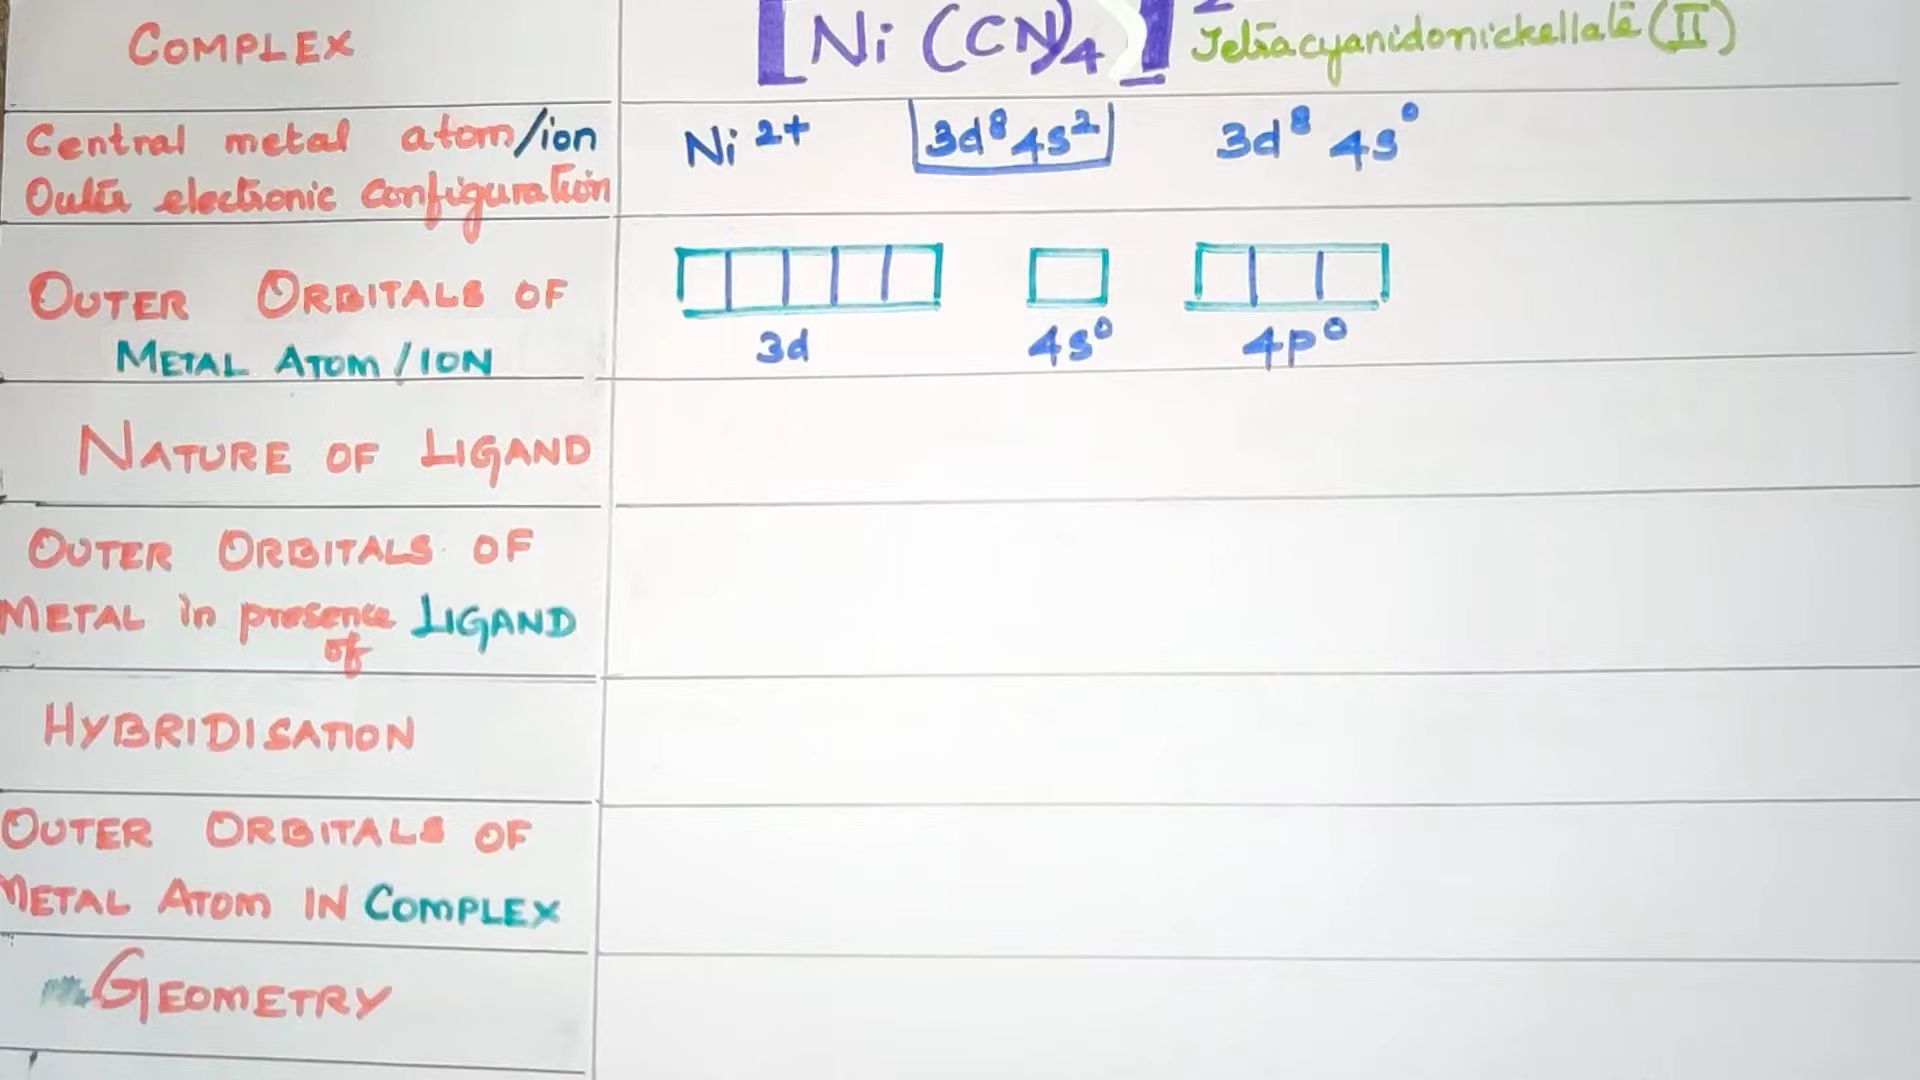 COMPLEX
[Ni (CN)4] Tetracyanidonickellate (II)
Central metal atom/ion
Outer electronic configuration
Ni 2+ 3d8 4s2 3d8 4s0
OUTER ORBITALS OF
METAL ATOM / ION
3d 4s0 4p0
NATURE OF LIGAND
OUTER ORBITALS OF
METAL in presence of LIGAND
HYBRIDISATION
OUTER ORBITALS OF
METAL ATOM IN COMPLEX
GEOMETRY